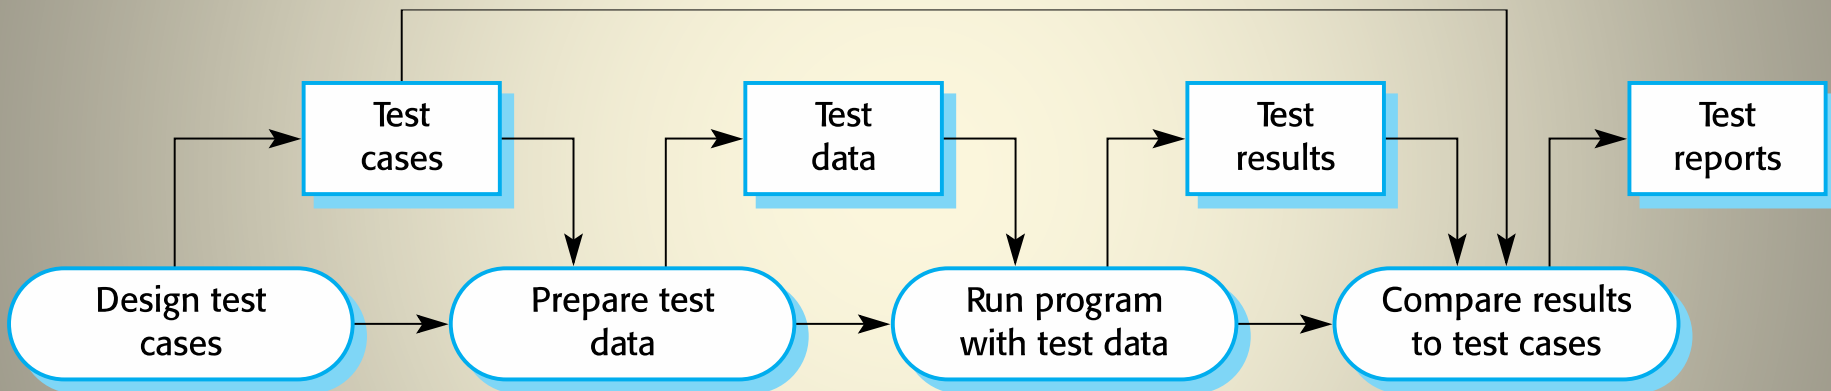 Test
cases
Test
data
Test
results
Test
reports
Design test
cases
Prepare test
data
Run program
with test data
Compare results
to test cases